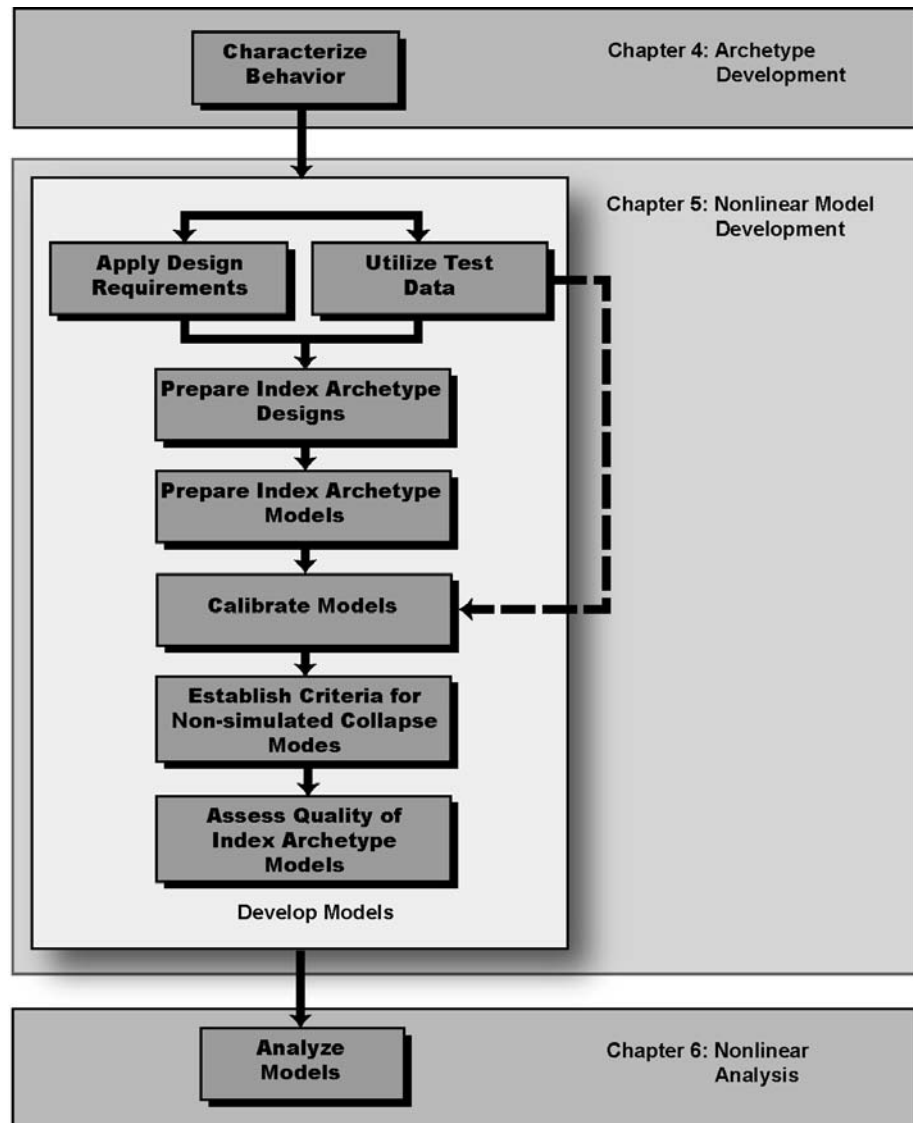 Characterize
Behavior
Chapter 4: Archetype
Development
Chapter 5: Nonlinear Model
Development
Apply Design
Requirements
Utilize Test
Data
Prepare Index Archetype
Designs
Prepare Index Archetype
Models
Calibrate Models
Establish Criteria for
Non-simulated Collapse
Modes
Assess Quality of
Index Archetype
Models
Develop Models
Analyze
Models
Chapter 6: Nonlinear
Analysis